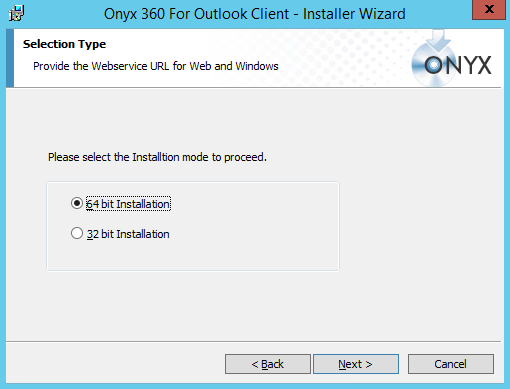 Onyx 360 For Outlook Client - Installer Wizard
x
Selection Type
Provide the Webservice URL for Web and Windows
ONYX
Please select the Installtion mode to proceed.
64 bit Installation
32 bit Installation
< Back
Next >
Cancel